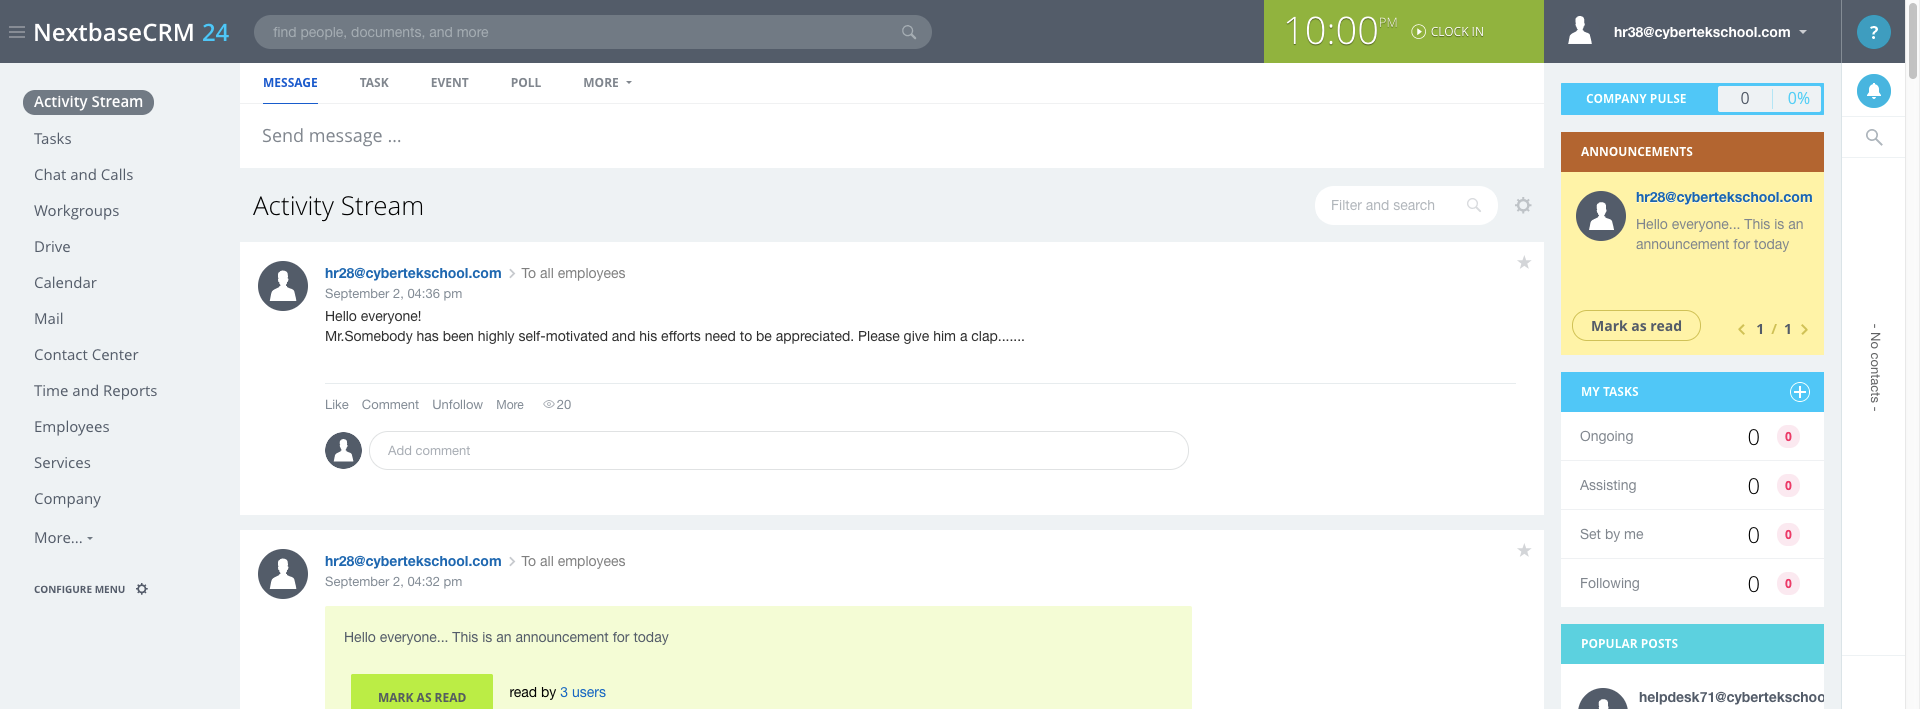 NextbaseCRM 24
find people, documents, and more
10:00 PM
CLOCK IN
hr38@cybertekschool.com
?
Activity Stream
Tasks
Chat and Calls
Workgroups
Drive
Calendar
Mail
Contact Center
Time and Reports
Employees
Services
Company
More...
CONFIGURE MENU
MESSAGE TASK EVENT POLL MORE
Send message ...
Activity Stream
Filter and search
hr28@cybertekschool.com > To all employees
September 2, 04:36 pm
Hello everyone!
Mr.Somebody has been highly self-motivated and his efforts need to be appreciated. Please give him a clap.......
Like Comment Unfollow More 20
Add comment
hr28@cybertekschool.com > To all employees
September 2, 04:32 pm
Hello everyone... This is an announcement for today
MARK AS READ read by 3 users
COMPANY PULSE 0 0%
ANNOUNCEMENTS
hr28@cybertekschool.com
Hello everyone... This is an
announcement for today
Mark as read < 1 / 1 >
MY TASKS
Ongoing 0 0
Assisting 0 0
Set by me 0 0
Following 0 0
POPULAR POSTS
helpdesk71@cybertekschoo
- No contacts -